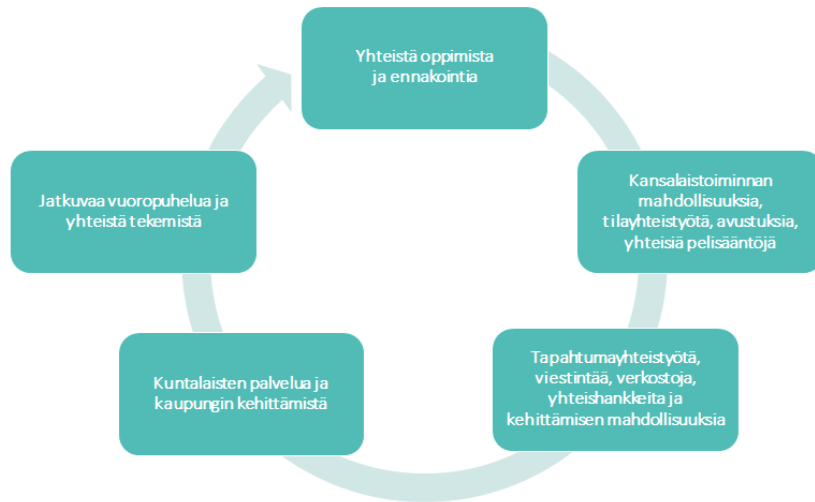 Yhteistä oppimista
ja ennakointia
Kansalaistoiminnan
mahdollisuuksia,
tilayhteistyötä, avustuksia,
yhteisiä pelisääntöjä
Tapahtumayhteistyötä,
viestintää, verkostoja,
yhteishankkeita ja
kehittämisen mahdollisuuksia
Kuntalaisten palvelua ja
kaupungin kehittämistä
Jatkuvaa vuoropuhelua ja
yhteistä tekemistä